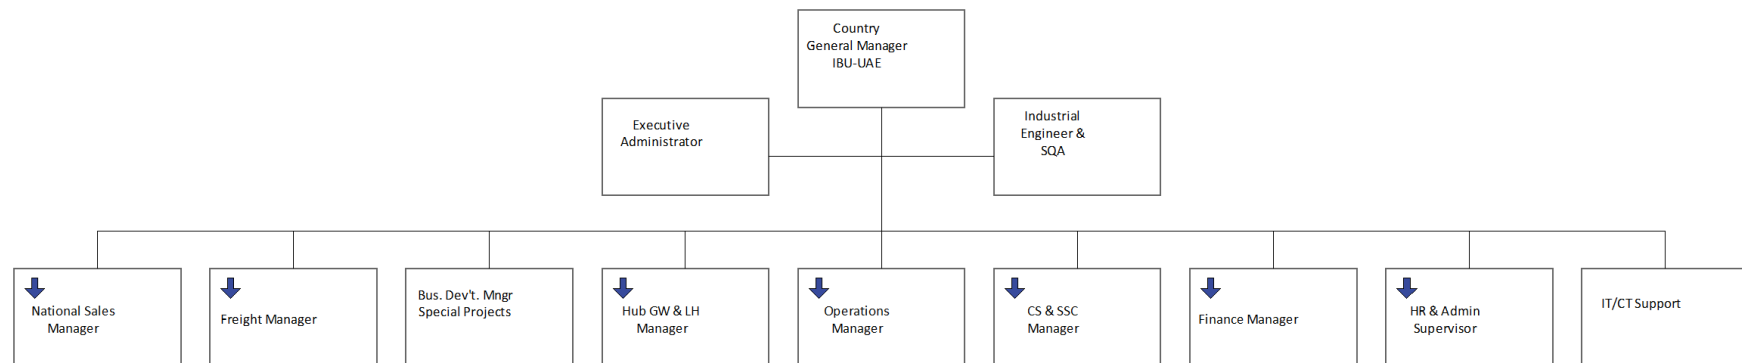 Country
General Manager
IBU-UAE
Executive
Administrator
Industrial
Engineer &
SQA
National Sales
Manager
Freight Manager
Bus. Dev't. Mngr
Special Projects
Hub GW & LH
Manager
Operations
Manager
CS & SSC
Manager
Finance Manager
HR & Admin
Supervisor
IT/CT Support